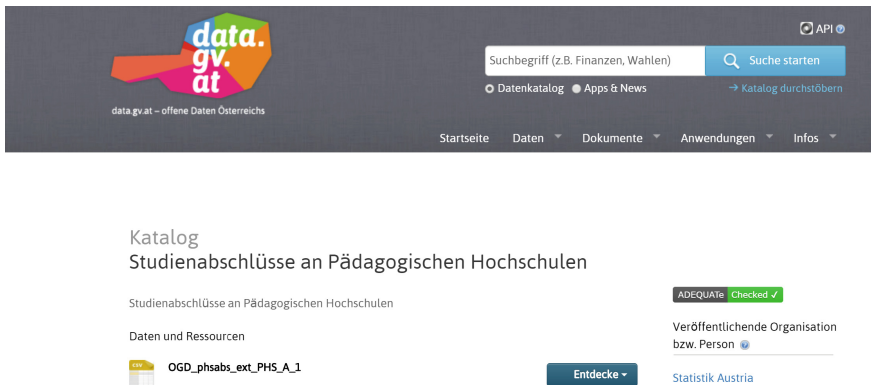 data.
gv.
at
data.gv.at – offene Daten Österreichs
API
Suchbegriff (z.B. Finanzen, Wahlen)
Suche starten
Datenkatalog Apps & News
→ Katalog durchstöbern
Startseite Daten Dokumente Anwendungen Infos
Katalog
Studienabschlüsse an Pädagogischen Hochschulen
Studienabschlüsse an Pädagogischen Hochschulen
Daten und Ressourcen
CSV
OGD_phsabs_ext_PHS_A_1
Entdecke
ADEQUATe Checked ✓
Veröffentlichende Organisation
bzw. Person
Statistik Austria